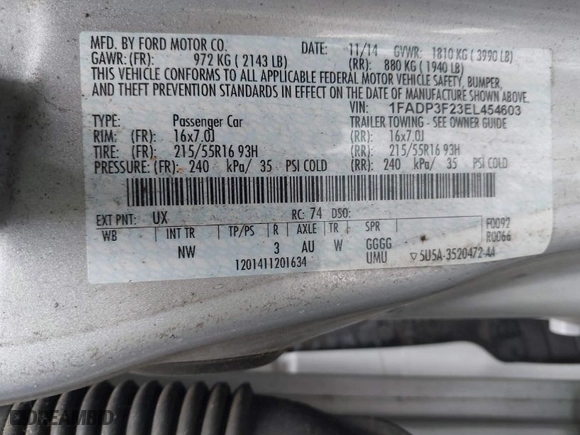 MFD. BY FORD MOTOR CO. DATE: 11/14 GVWR: 1810 KG ( 3990 LB)
GAWR: (FR): 972 KG ( 2143 LB) (RR): 880 KG ( 1940 LB)
THIS VEHICLE CONFORMS TO ALL APPLICABLE FEDERAL MOTOR VEHICLE SAFETY, BUMPER,
AND THEFT PREVENTION STANDARDS IN EFFECT ON THE DATE OF MANUFACTURE SHOWN ABOVE.
VIN: 1FADP3F23EL454603
TYPE: Passenger Car TRAILER TOWING - SEE OWNER GUIDE
RIM: (FR): 16x7.0J (RR): 16x7.0J
TIRE: (FR): 215/55R16 93H (RR): 215/55R16 93H
PRESSURE: (FR): 240 kPa/ 35 PSI COLD (RR): 240 kPa/ 35 PSI COLD
EXT PNT: UX RC: 74 DSO: F0092
WB INT TR TP/PS R AXLE TR SPR R0066
NW 3 AU W GGGG
1201411201634 UMU ▽ 5U5A-3520472-AA
DREAMBID